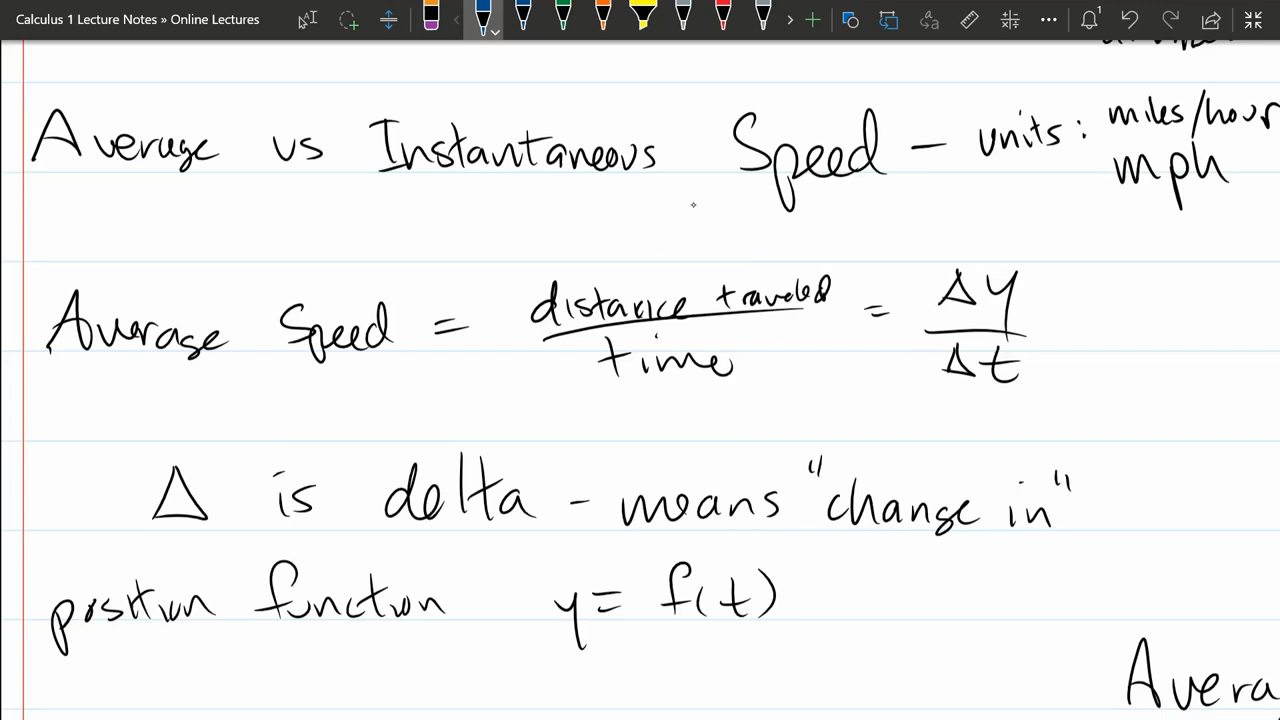 Calculus 1 Lecture Notes » Online Lectures
Average vs Instantaneous Speed – units: miles/hour
mph
Average Speed = distance traveled / time = Δy / Δt
Δ is delta – means "change in"
position function y = f(t)
Avera